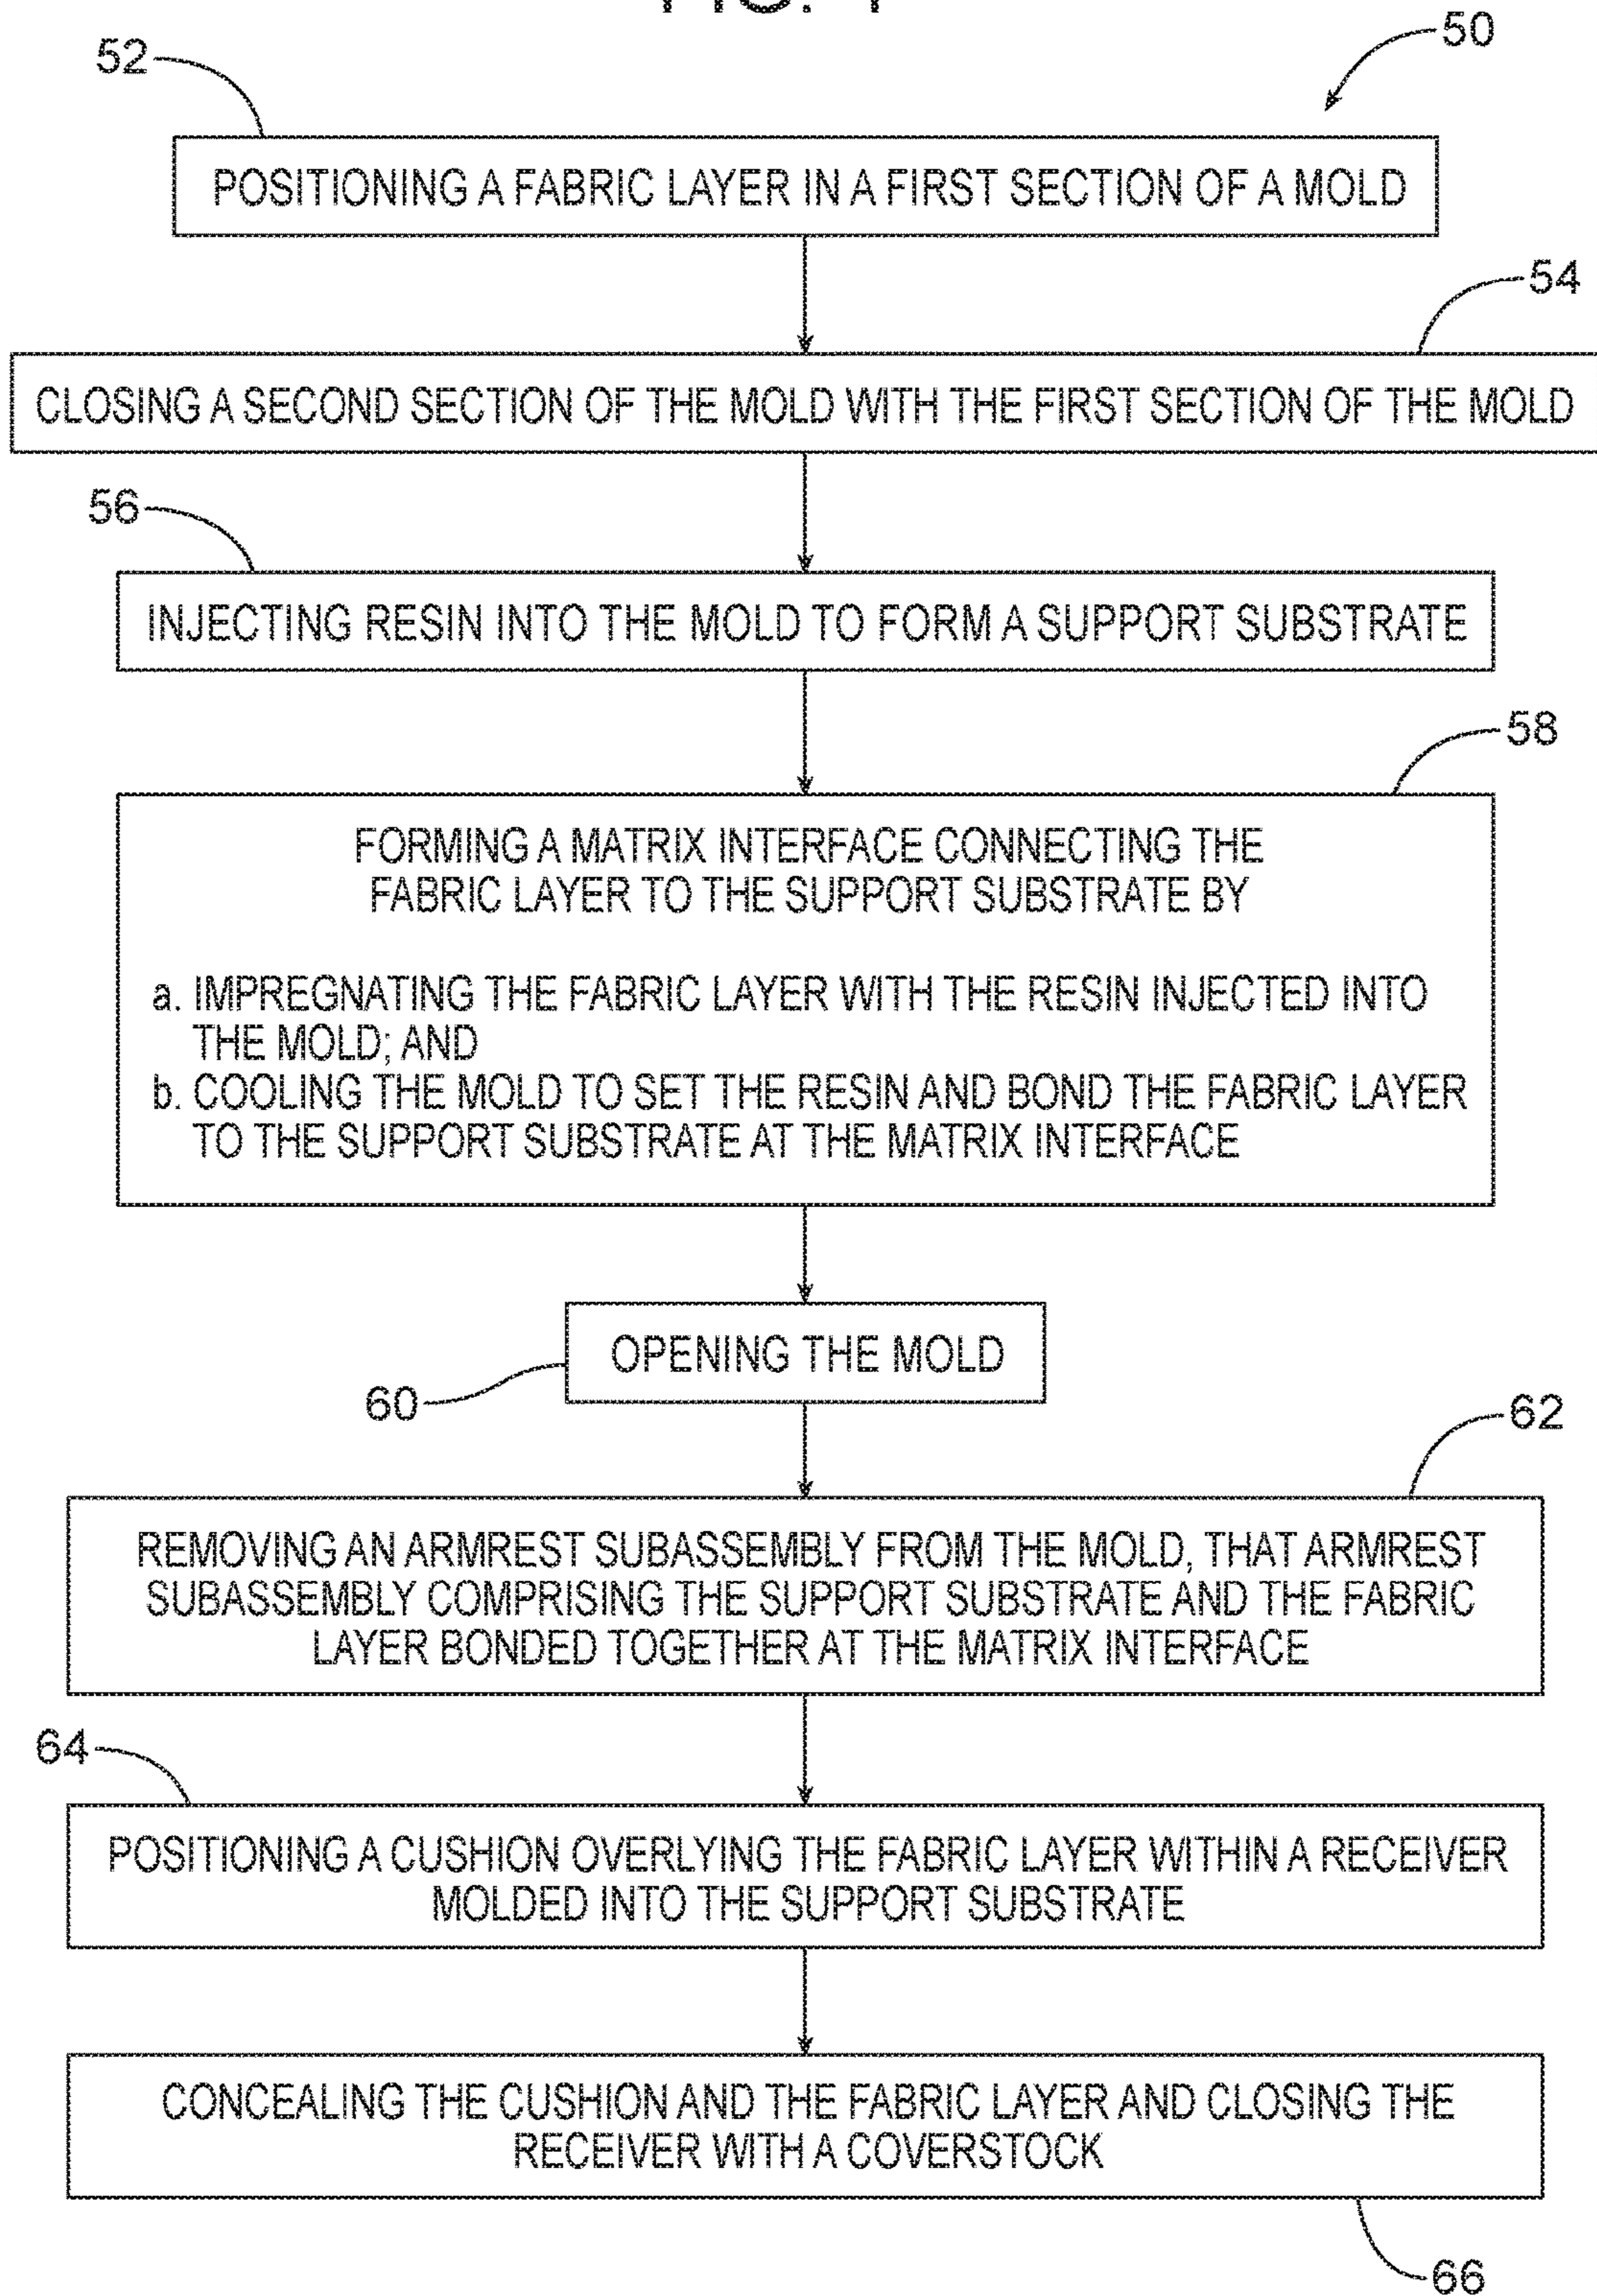 50
52
POSITIONING A FABRIC LAYER IN A FIRST SECTION OF A MOLD
54
CLOSING A SECOND SECTION OF THE MOLD WITH THE FIRST SECTION OF THE MOLD
56
INJECTING RESIN INTO THE MOLD TO FORM A SUPPORT SUBSTRATE
58
FORMING A MATRIX INTERFACE CONNECTING THE
FABRIC LAYER TO THE SUPPORT SUBSTRATE BY
a. IMPREGNATING THE FABRIC LAYER WITH THE RESIN INJECTED INTO
THE MOLD; AND
b. COOLING THE MOLD TO SET THE RESIN AND BOND THE FABRIC LAYER
TO THE SUPPORT SUBSTRATE AT THE MATRIX INTERFACE
OPENING THE MOLD
60
62
REMOVING AN ARMREST SUBASSEMBLY FROM THE MOLD, THAT ARMREST
SUBASSEMBLY COMPRISING THE SUPPORT SUBSTRATE AND THE FABRIC
LAYER BONDED TOGETHER AT THE MATRIX INTERFACE
64
POSITIONING A CUSHION OVERLYING THE FABRIC LAYER WITHIN A RECEIVER
MOLDED INTO THE SUPPORT SUBSTRATE
CONCEALING THE CUSHION AND THE FABRIC LAYER AND CLOSING THE
RECEIVER WITH A COVERSTOCK
66